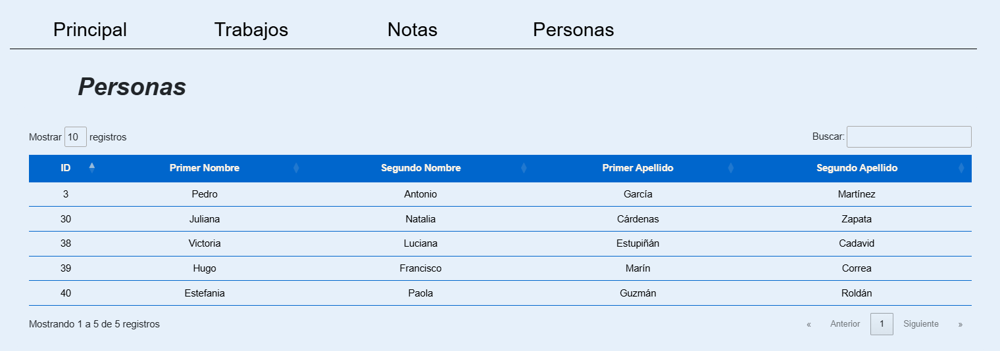 Principal Trabajos Notas Personas
Personas
Mostrar 10 registros Buscar:
ID Primer Nombre Segundo Nombre Primer Apellido Segundo Apellido
3 Pedro Antonio García Martínez
30 Juliana Natalia Cárdenas Zapata
38 Victoria Luciana Estupiñán Cadavid
39 Hugo Francisco Marín Correa
40 Estefania Paola Guzmán Roldán
Mostrando 1 a 5 de 5 registros « Anterior 1 Siguiente »